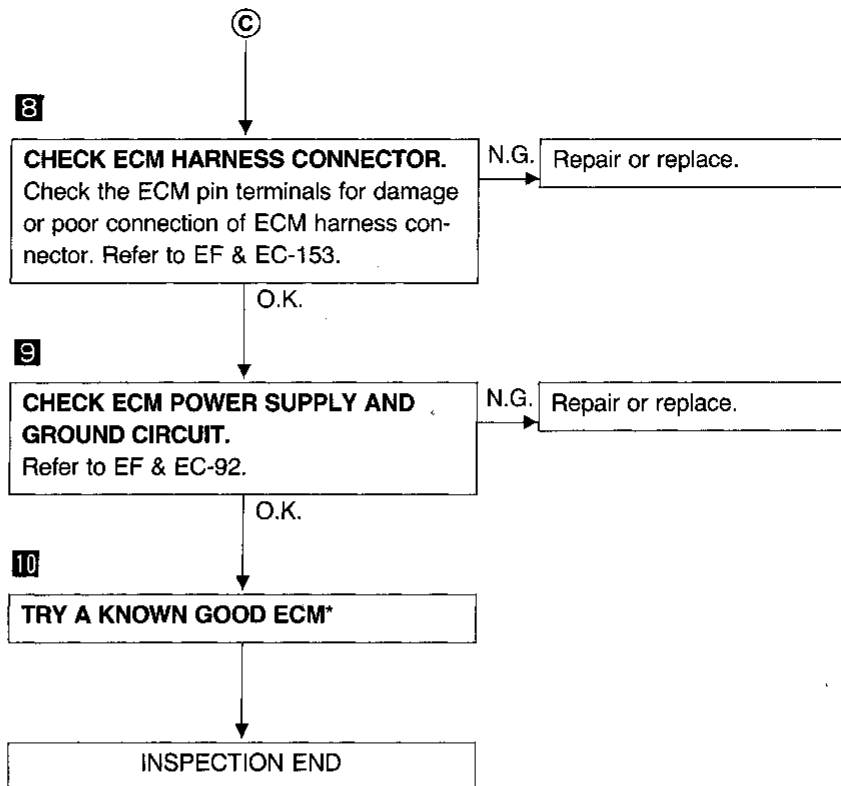 C
8
CHECK ECM HARNESS CONNECTOR.
Check the ECM pin terminals for damage
or poor connection of ECM harness con-
nector. Refer to EF & EC-153.
N.G.
Repair or replace.
O.K.
9
CHECK ECM POWER SUPPLY AND
GROUND CIRCUIT.
Refer to EF & EC-92.
N.G.
Repair or replace.
O.K.
10
TRY A KNOWN GOOD ECM*
INSPECTION END